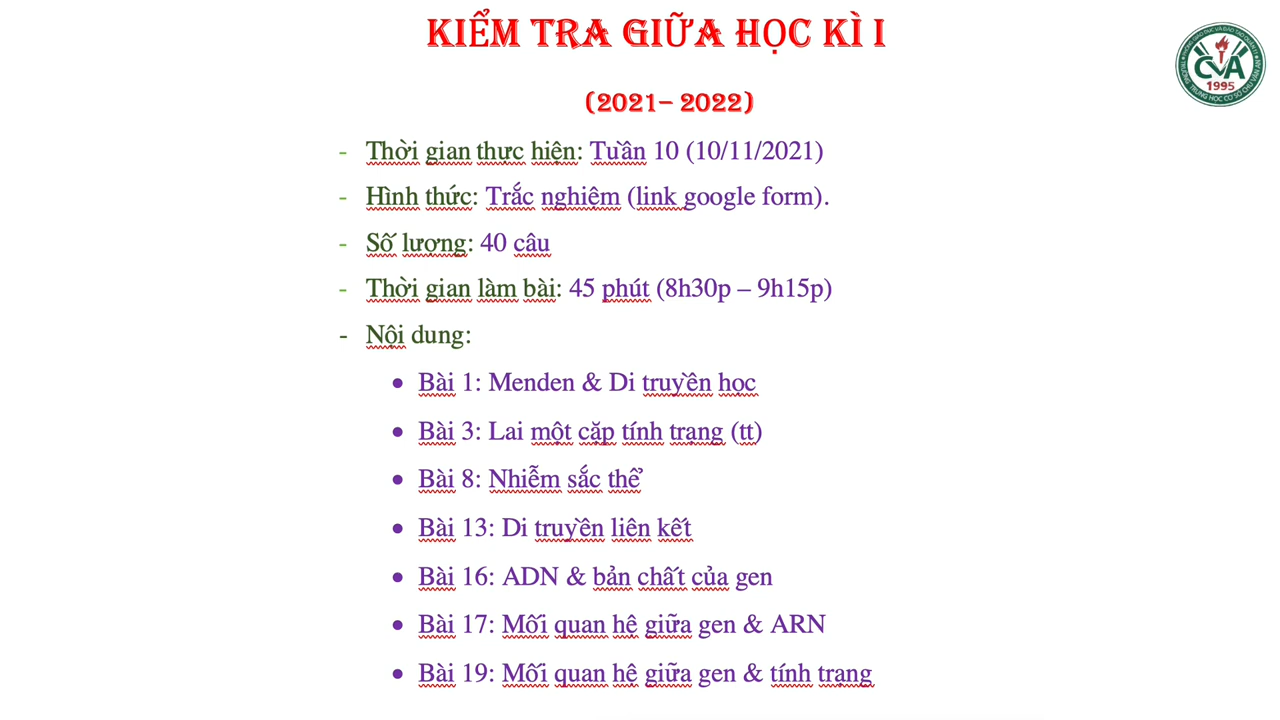 KIỂM TRA GIỮA HỌC KÌ I
(2021– 2022)
- Thời gian thực hiện: Tuần 10 (10/11/2021)
- Hình thức: Trắc nghiệm (link google form).
- Số lượng: 40 câu
- Thời gian làm bài: 45 phút (8h30p – 9h15p)
- Nội dung:
• Bài 1: Menden & Di truyền học
• Bài 3: Lai một cặp tính trạng (tt)
• Bài 8: Nhiễm sắc thể
• Bài 13: Di truyền liên kết
• Bài 16: ADN & bản chất của gen
• Bài 17: Mối quan hệ giữa gen & ARN
• Bài 19: Mối quan hệ giữa gen & tính trạng
CVA
1995